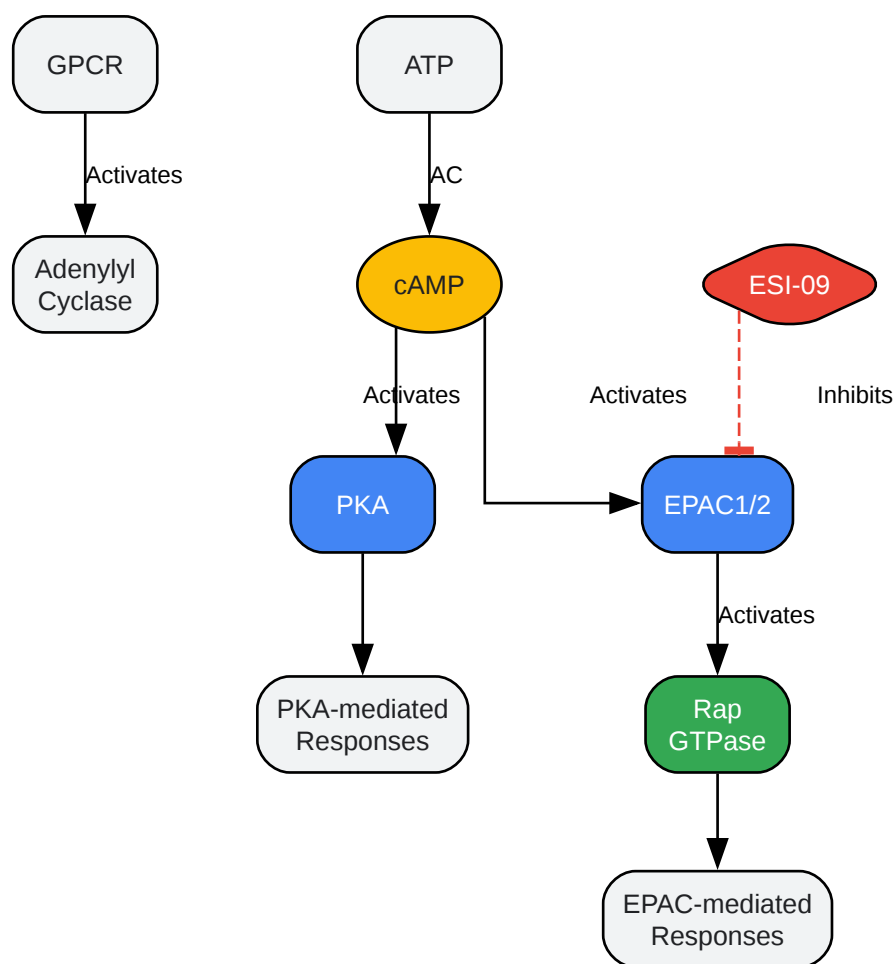 GPCR
ATP
Activates
AC
Adenylyl
Cyclase
cAMP
ESI-09
Activates
Activates
Inhibits
PKA
EPAC1/2
Activates
PKA-mediated
Responses
Rap
GTPase
EPAC-mediated
Responses